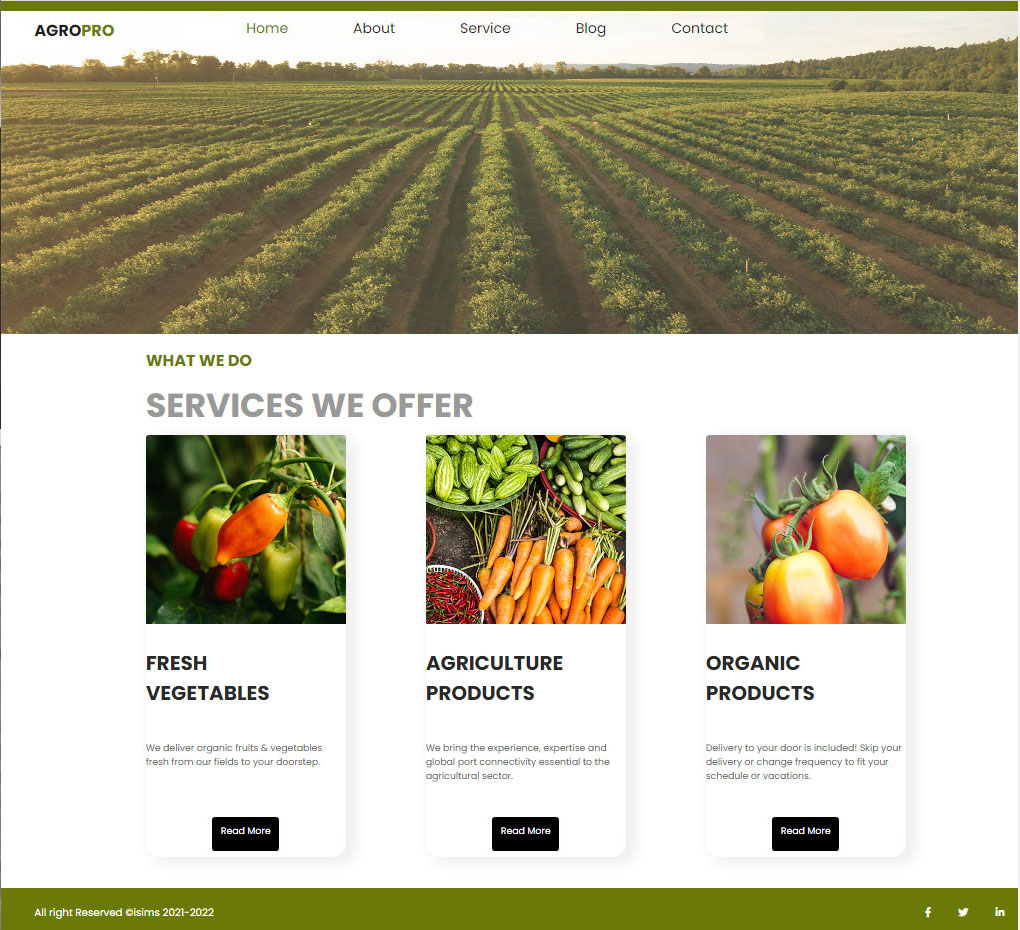 AGROPRO Home About Service Blog Contact
WHAT WE DO
SERVICES WE OFFER
FRESH
VEGETABLES
We deliver organic fruits & vegetables
fresh from our fields to your doorstep.
Read More
AGRICULTURE
PRODUCTS
We bring the experience, expertise and
global port connectivity essential to the
agricultural sector.
Read More
ORGANIC
PRODUCTS
Delivery to your door is included! Skip your
delivery or change frequency to fit your
schedule or vacations.
Read More
All right Reserved ©isims 2021-2022